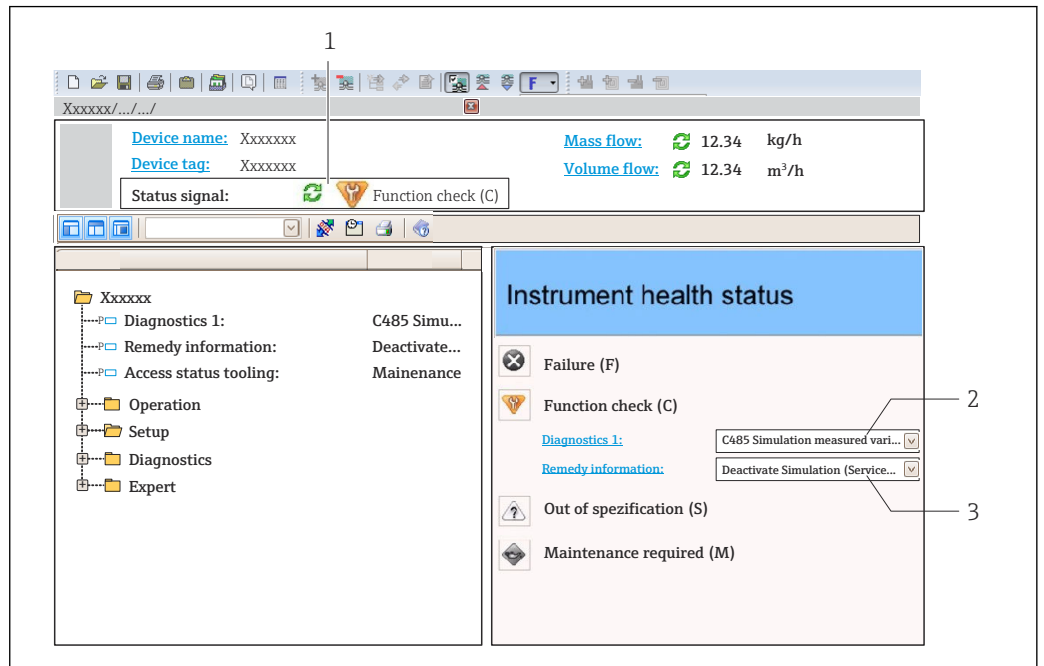 1
F
Xxxxxx/.../.../
Device name: Xxxxxxx
Mass flow: 12.34 kg/h
Device tag: Xxxxxxx
Volume flow: 12.34 m³/h
Status signal: Function check (C)
Xxxxxx
Instrument health status
P Diagnostics 1: C485 Simu...
P Remedy information: Deactivate...
P Access status tooling: Mainenance
Operation
Setup
Diagnostics
Expert
Failure (F)
Function check (C)
2
Diagnostics 1: C485 Simulation measured vari...
Remedy information: Deactivate Simulation (Service...
3
Out of spezification (S)
Maintenance required (M)